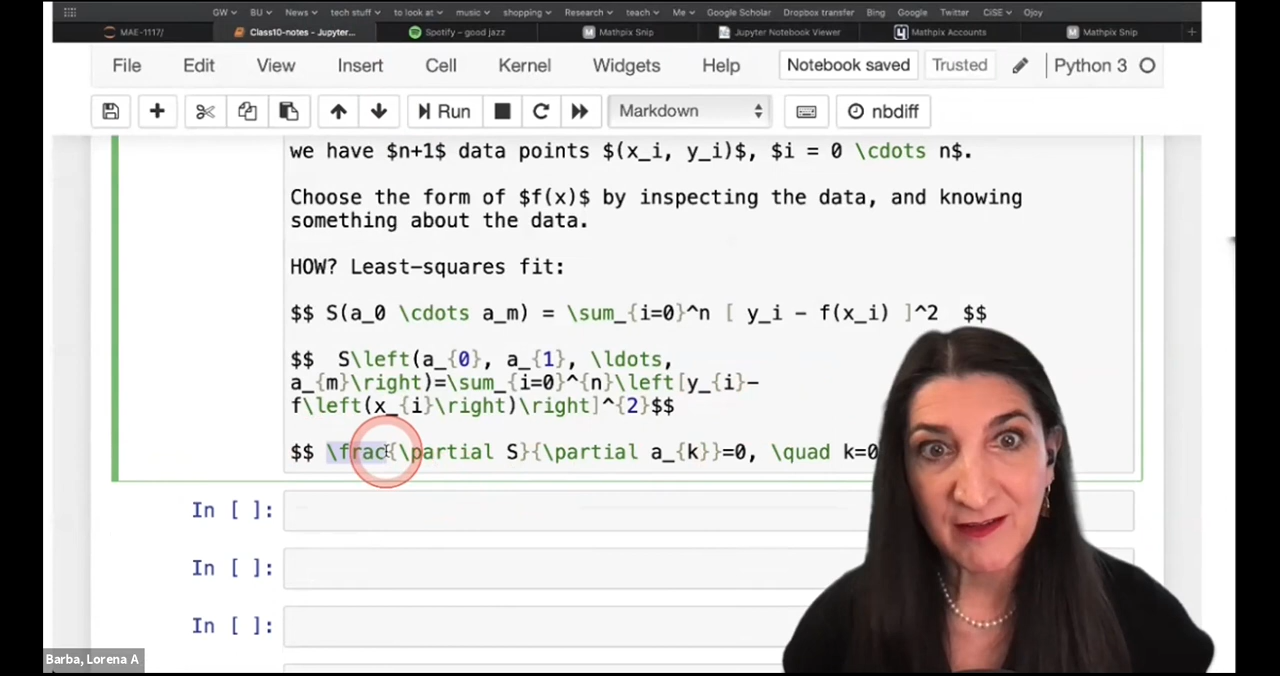 GW BU News tech stuff to look at music shopping Research teach Me Google Scholar Dropbox transfer Bing Google Twitter CiSE Ojoy
MAE-1117/ Class10-notes - Jupyter... Spotify – good jazz Mathpix Snip Jupyter Notebook Viewer Mathpix Accounts Mathpix Snip
File Edit View Insert Cell Kernel Widgets Help Notebook saved Trusted Python 3
Run Markdown nbdiff
we have $n+1$ data points $(x_i, y_i)$, $i = 0 \cdots n$.
Choose the form of $f(x)$ by inspecting the data, and knowing
something about the data.
HOW? Least-squares fit:
$$ S(a_0 \cdots a_m) = \sum_{i=0}^n [ y_i - f(x_i) ]^2 $$
$$ S\left(a_{0}, a_{1}, \ldots,
a_{m}\right)=\sum_{i=0}^{n}\left[y_{i}-
f\left(x_{i}\right)\right]^{2}$$
$$ \frac{\partial S}{\partial a_{k}}=0, \quad k=0
In [ ]:
In [ ]:
In [ ]:
Barba, Lorena A